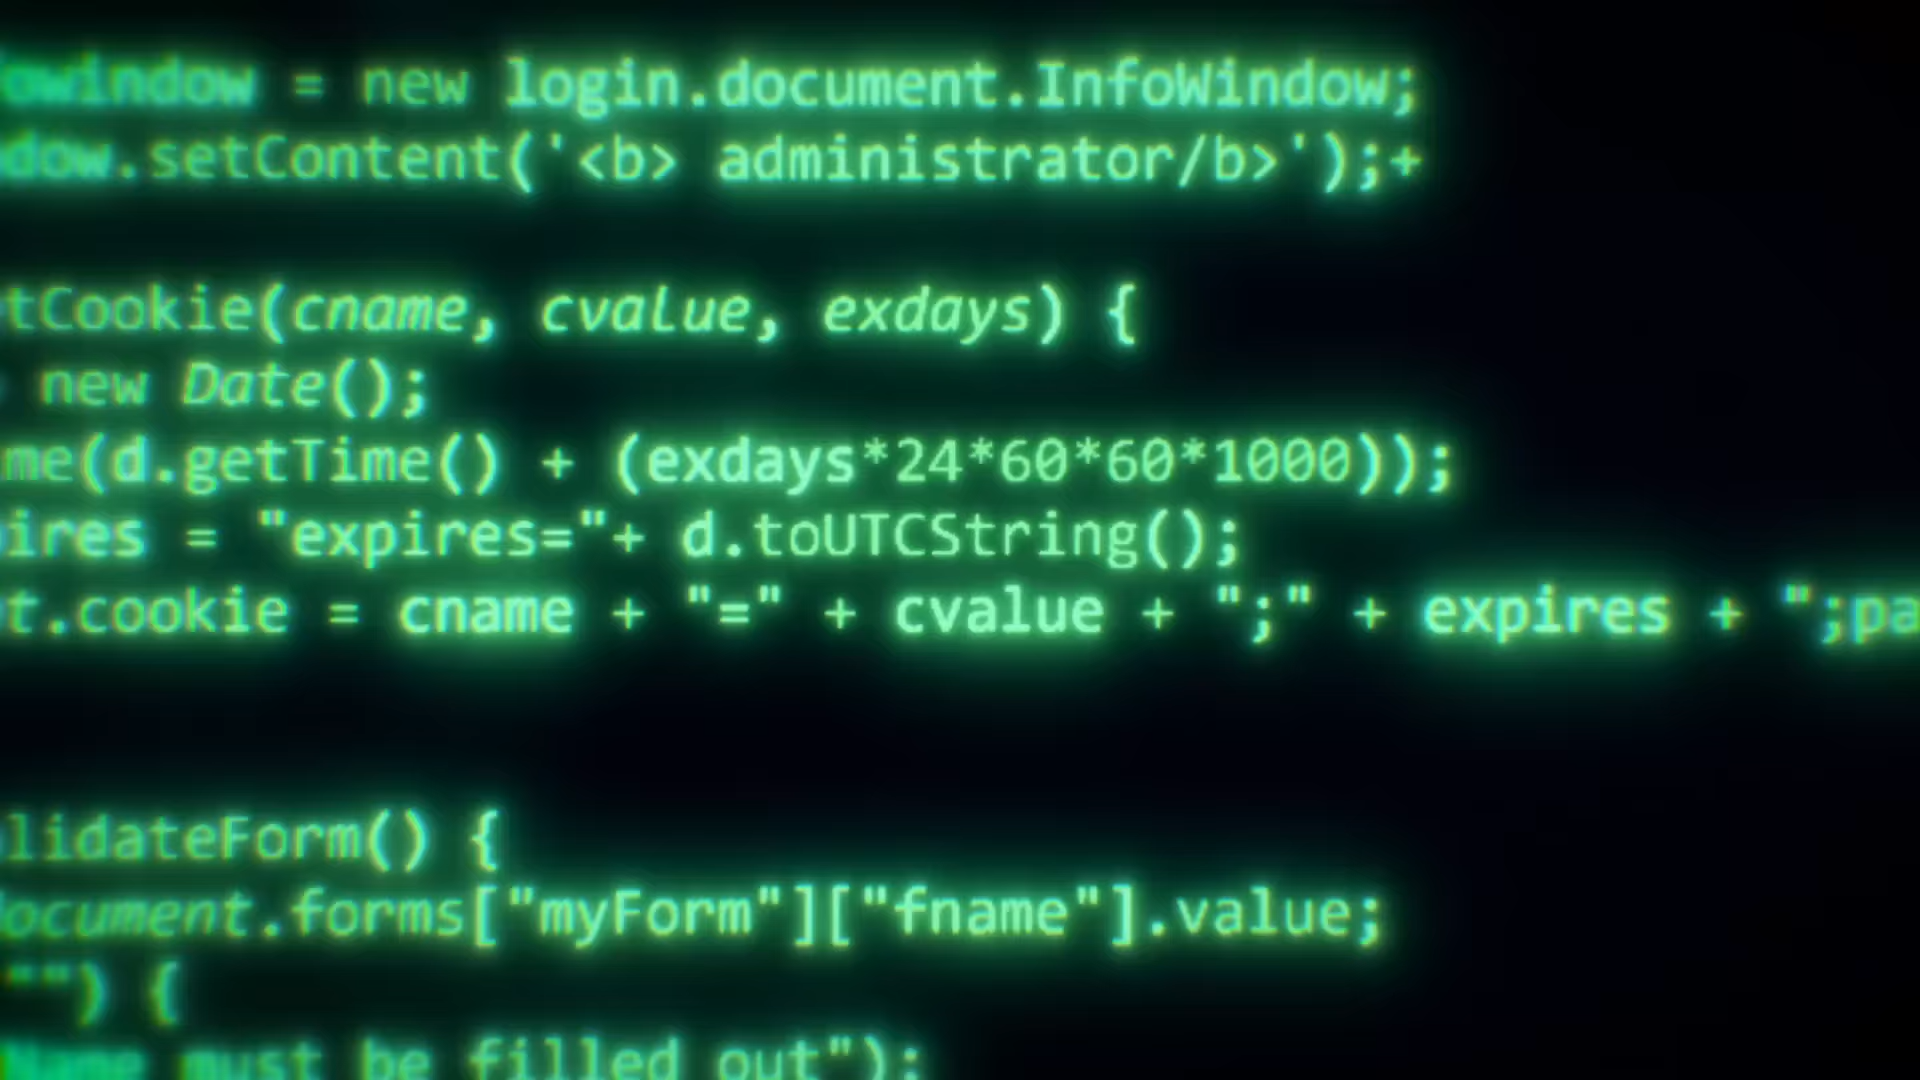 owindow = new login.document.InfoWindow;
dow.setContent('<b> administrator/b>');+
tCookie(cname, cvalue, exdays) {
new Date();
me(d.getTime() + (exdays*24*60*60*1000));
ires = "expires="+ d.toUTCString();
t.cookie = cname + "=" + cvalue + ";" + expires + ";pa
lidateForm() {
document.forms["myForm"]["fname"].value;
"") {
Name must be filled out");